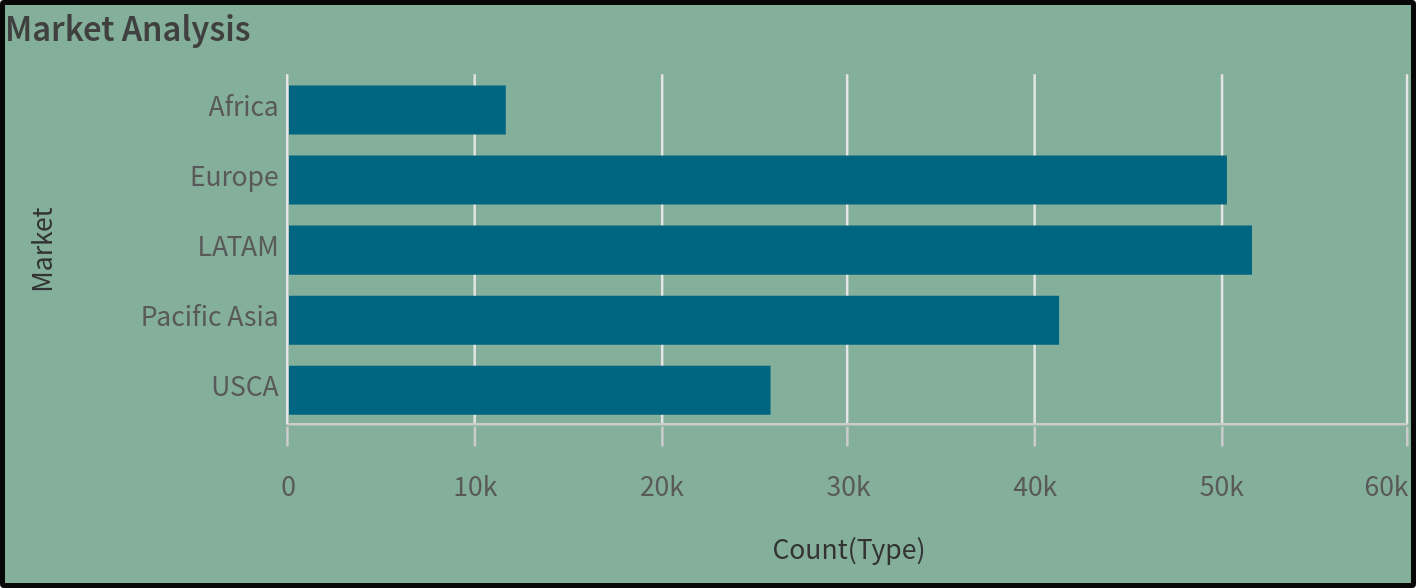 Market Analysis
Market
Africa
Europe
LATAM
Pacific Asia
USCA
0 10k 20k 30k 40k 50k 60k
Count(Type)